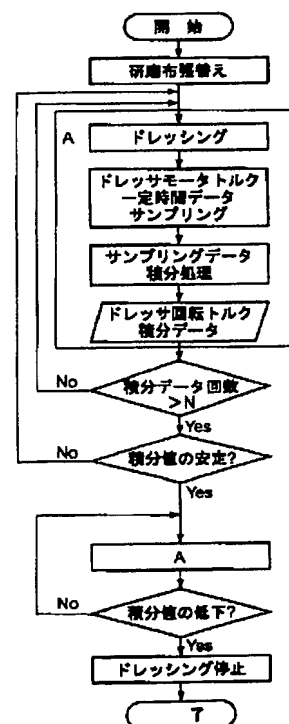 開 始
研磨布張替え
A
ドレッシング
ドレッサモータトルク
一定時間データ
サンプリング
サンプリングデータ
積分処理
ドレッサ回転トルク
積分データ
No
積分データ回数
>N
Yes
No
積分値の安定?
Yes
A
No
積分値の低下?
Yes
ドレッシング停止
了